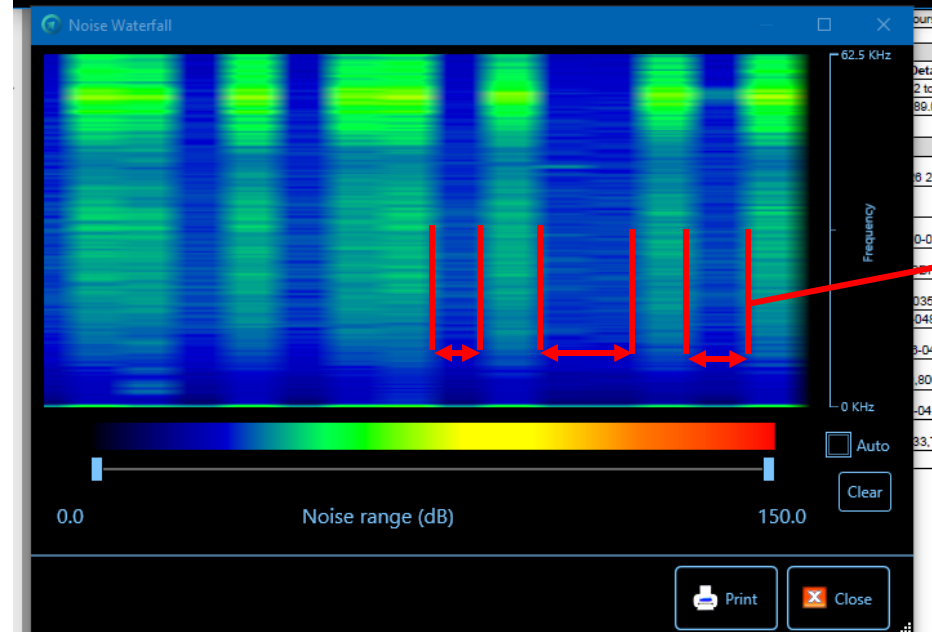 Noise Waterfall
62.5 KHz
Frequency
0 KHz
Auto
Clear
0.0
Noise range (dB)
150.0
Print
Close